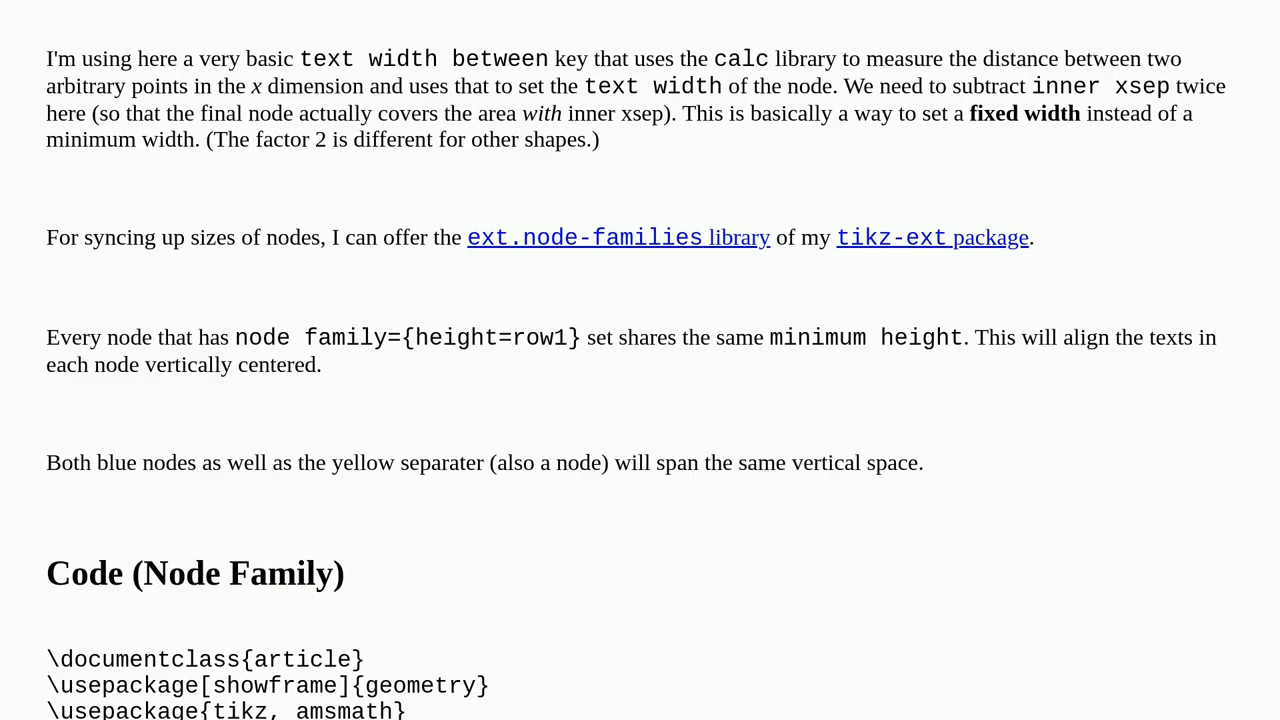 I'm using here a very basic text width between key that uses the calc library to measure the distance between two
arbitrary points in the x dimension and uses that to set the text width of the node. We need to subtract inner xsep twice
here (so that the final node actually covers the area with inner xsep). This is basically a way to set a fixed width instead of a
minimum width. (The factor 2 is different for other shapes.)
For syncing up sizes of nodes, I can offer the ext.node-families library of my tikz-ext package.
Every node that has node family={height=row1} set shares the same minimum height. This will align the texts in
each node vertically centered.
Both blue nodes as well as the yellow separater (also a node) will span the same vertical space.
Code (Node Family)
\documentclass{article}
\usepackage[showframe]{geometry}
\usepackage{tikz, amsmath}